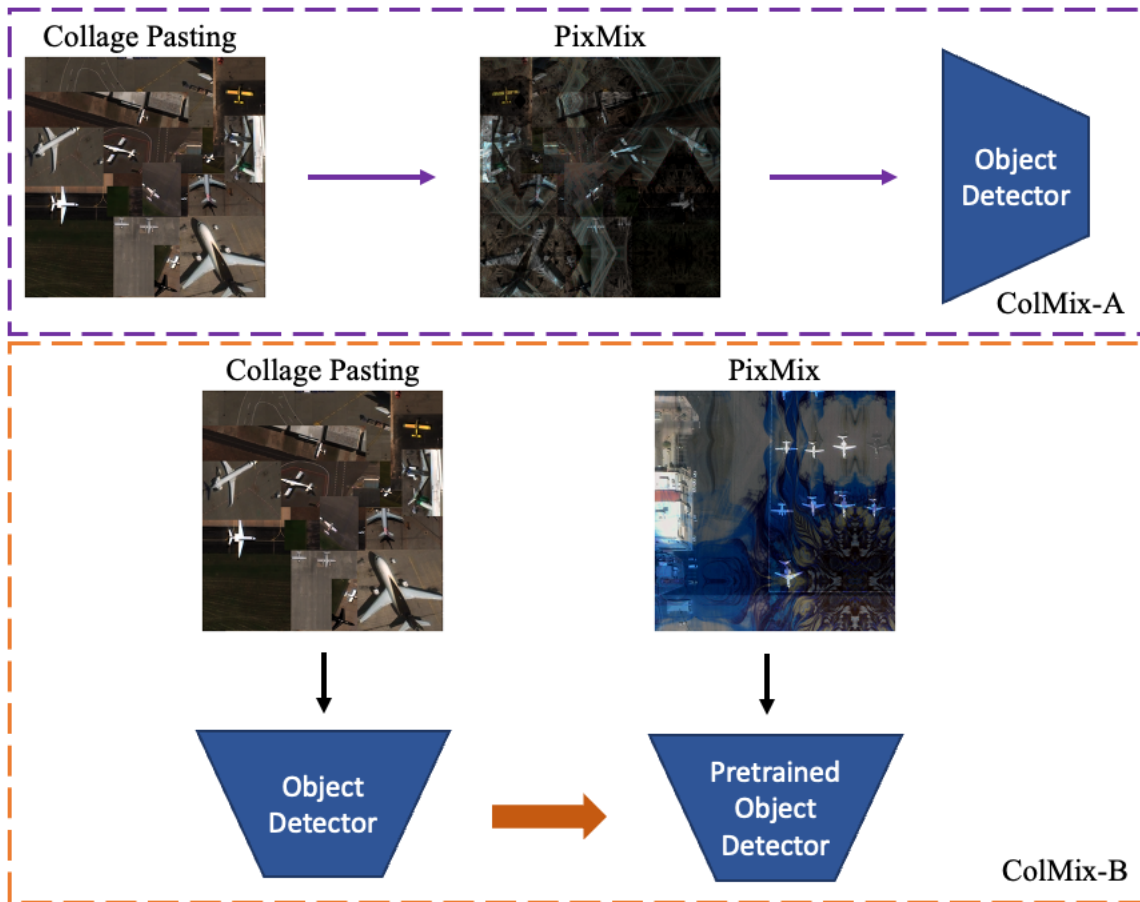 Collage Pasting
PixMix
Object
Detector
ColMix-A
Collage Pasting
PixMix
Object
Detector
Pretrained
Object
Detector
ColMix-B